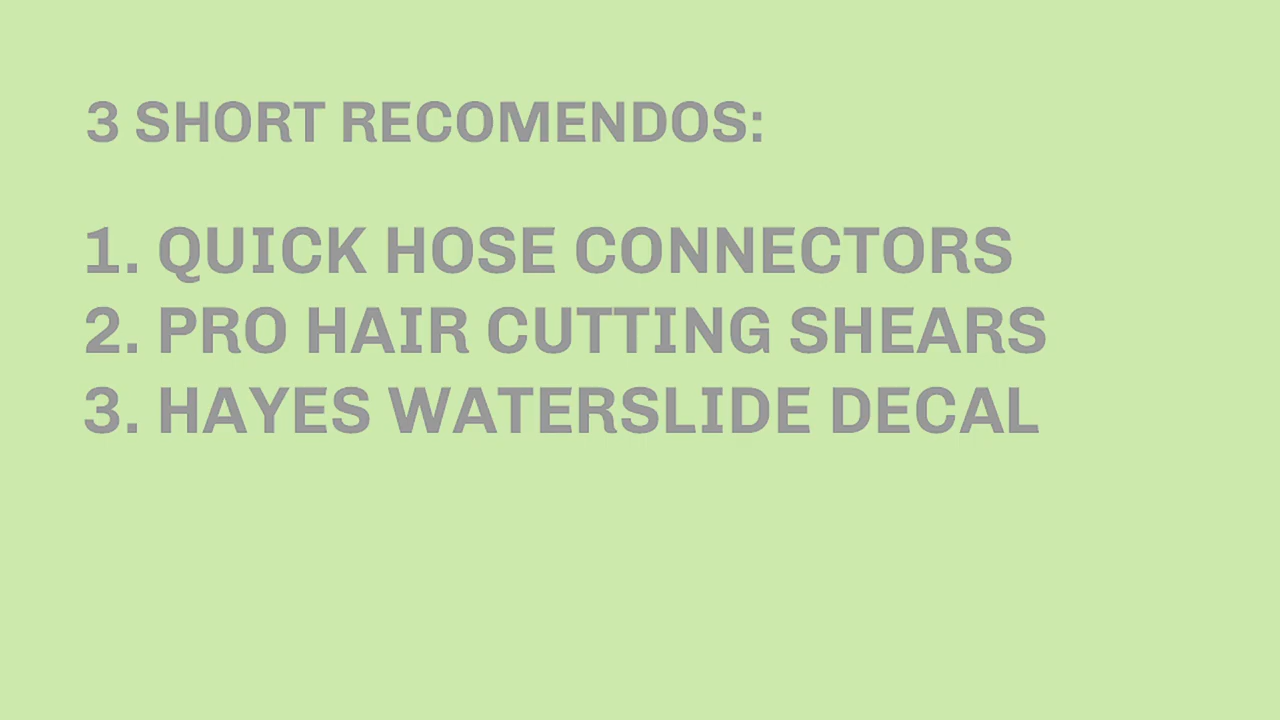 3 SHORT RECOMENDOS:
1. QUICK HOSE CONNECTORS
2. PRO HAIR CUTTING SHEARS
3. HAYES WATERSLIDE DECAL